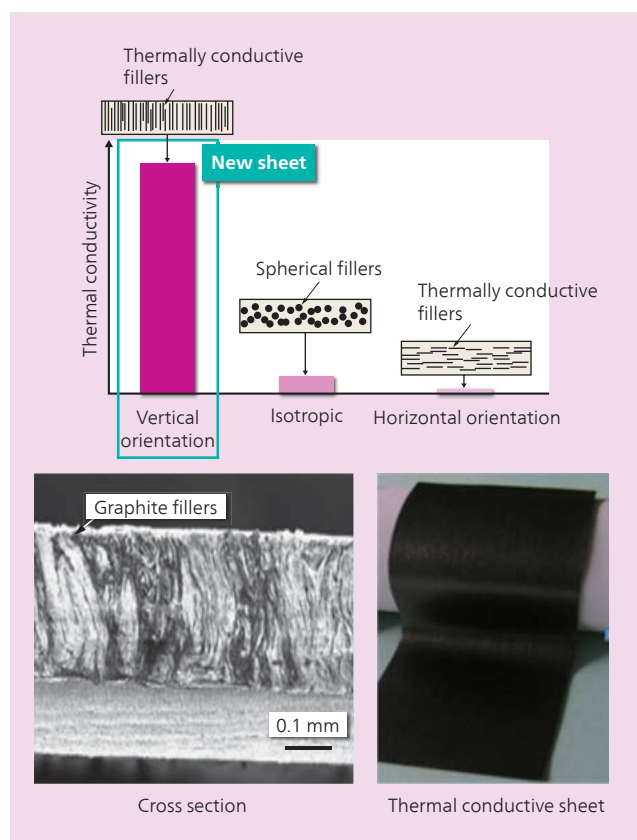 Thermally conductive
fillers
New sheet
Thermal conductivity
Spherical fillers
Thermally conductive
fillers
Vertical
orientation
Isotropic
Horizontal orientation
Graphite fillers
0.1 mm
Cross section
Thermal conductive sheet